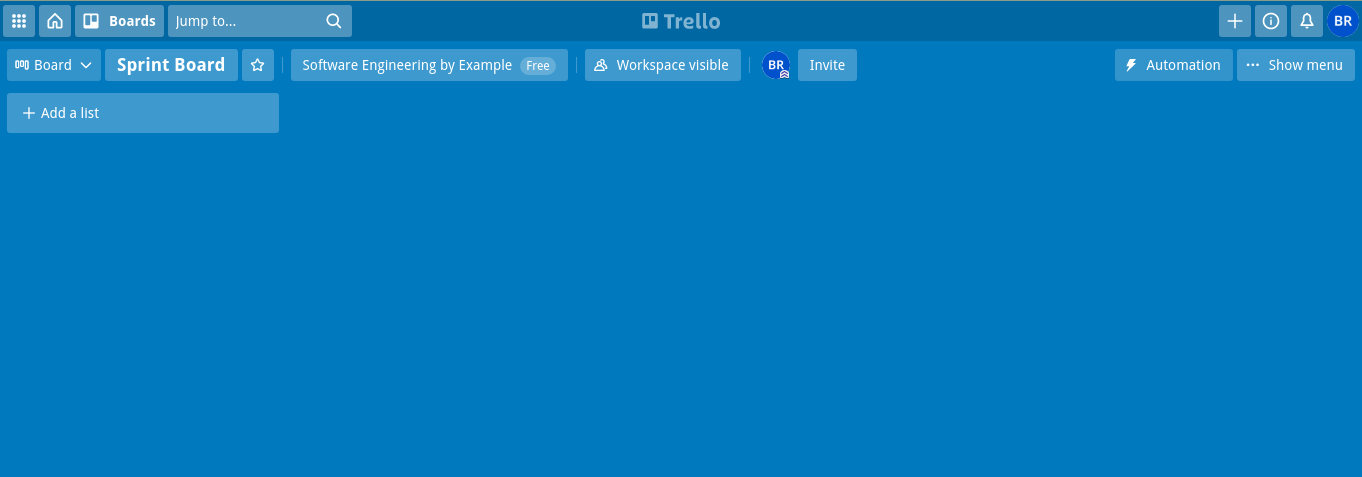 Boards Jump to... Trello BR
Board Sprint Board Software Engineering by Example Free Workspace visible BR Invite Automation Show menu
Add a list